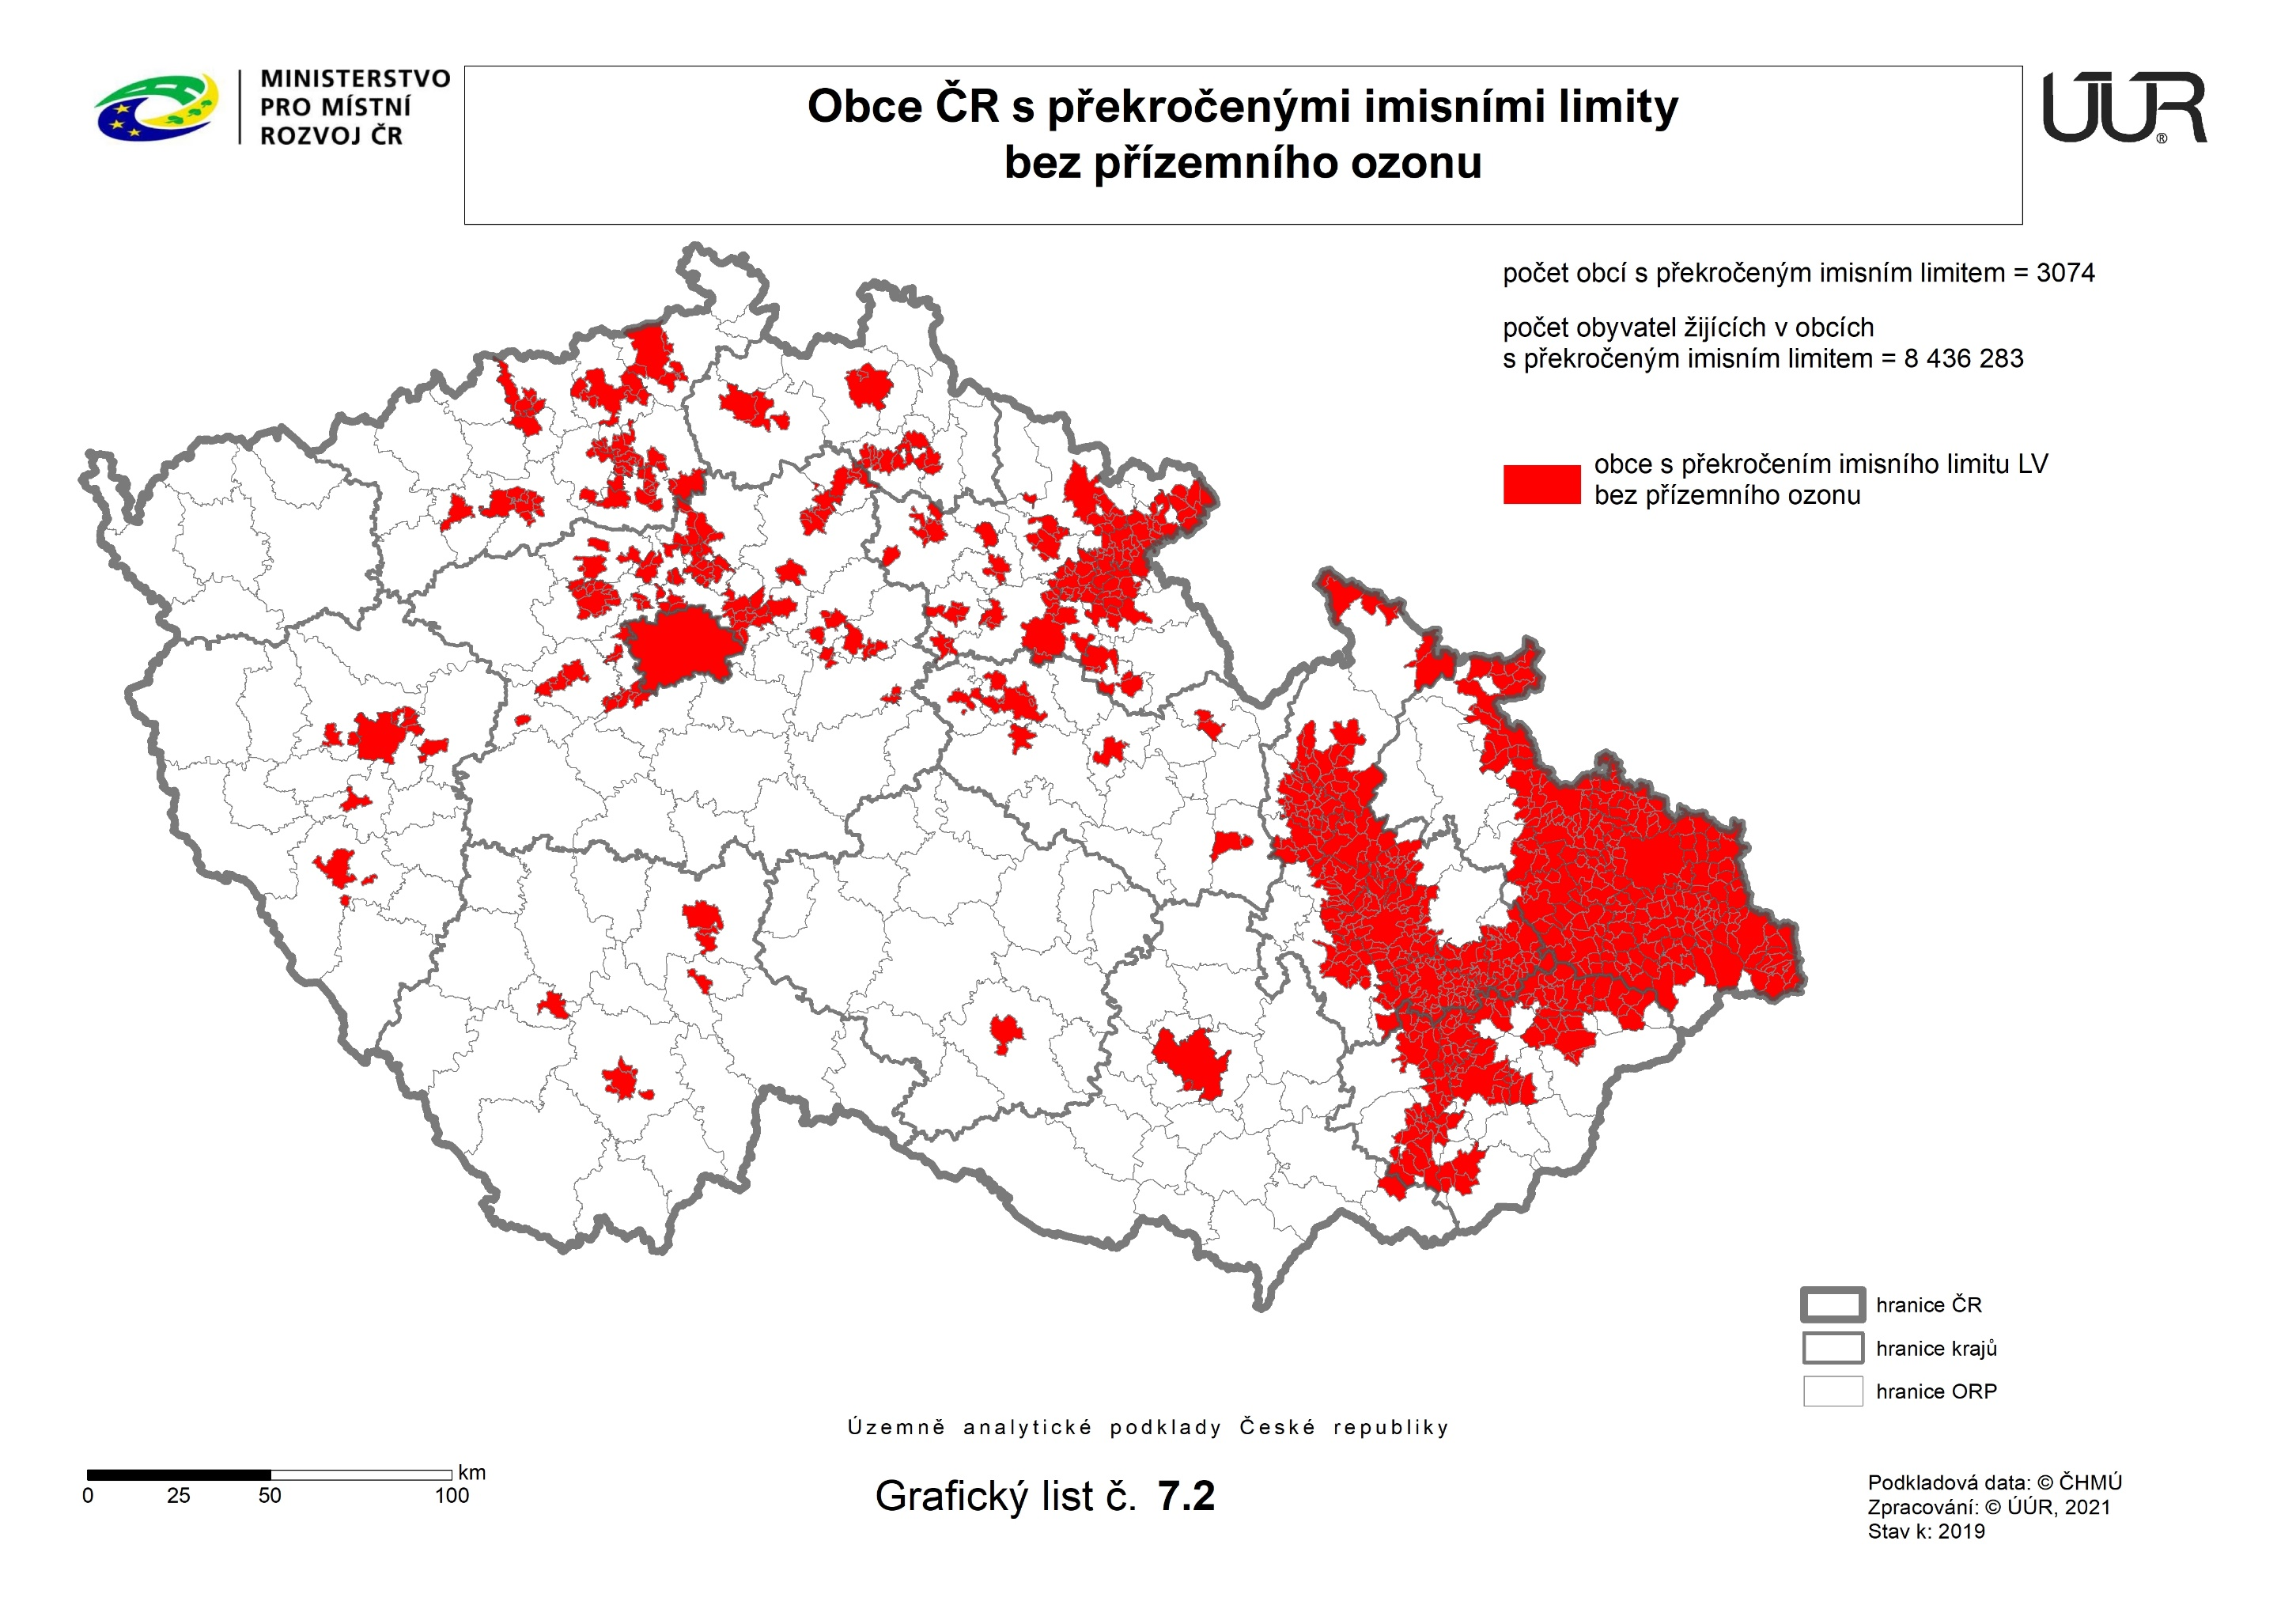 MINISTERSTVO
PRO MÍSTNÍ
ROZVOJ ČR
Obce ČR s překročenými imisními limity
bez přízemního ozonu
ÚÚR®
počet obcí s překročeným imisním limitem = 3074
počet obyvatel žijících v obcích
s překročeným imisním limitem = 8 436 283
obce s překročením imisního limitu LV
bez přízemního ozonu
hranice ČR
hranice krajů
hranice ORP
Územně analytické podklady České republiky
km
0 25 50 100
Grafický list č. 7.2
Podkladová data: © ČHMÚ
Zpracování: © ÚÚR, 2021
Stav k: 2019